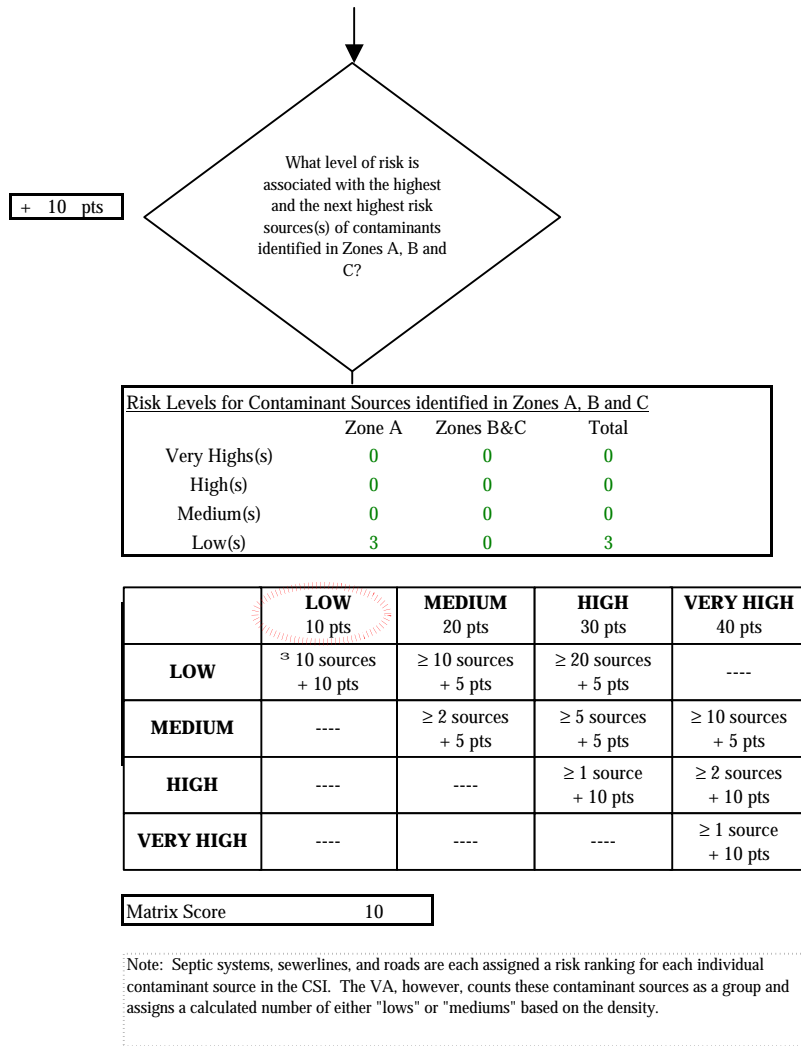 What level of risk is
associated with the highest
and the next highest risk
sources(s) of contaminants
identified in Zones A, B and
C?
+ 10 pts
Risk Levels for Contaminant Sources identified in Zones A, B and C
Zone A Zones B&C Total
Very Highs(s) 0 0 0
High(s) 0 0 0
Medium(s) 0 0 0
Low(s) 3 0 3
LOW MEDIUM HIGH VERY HIGH
10 pts 20 pts 30 pts 40 pts
LOW ³ 10 sources ≥ 10 sources ≥ 20 sources ----
+ 10 pts + 5 pts + 5 pts
MEDIUM ---- ≥ 2 sources ≥ 5 sources ≥ 10 sources
+ 5 pts + 5 pts + 5 pts
HIGH ---- ---- ≥ 1 source ≥ 2 sources
+ 10 pts + 10 pts
VERY HIGH ---- ---- ---- ≥ 1 source
+ 10 pts
Matrix Score 10
Note: Septic systems, sewerlines, and roads are each assigned a risk ranking for each individual
contaminant source in the CSI. The VA, however, counts these contaminant sources as a group and
assigns a calculated number of either "lows" or "mediums" based on the density.